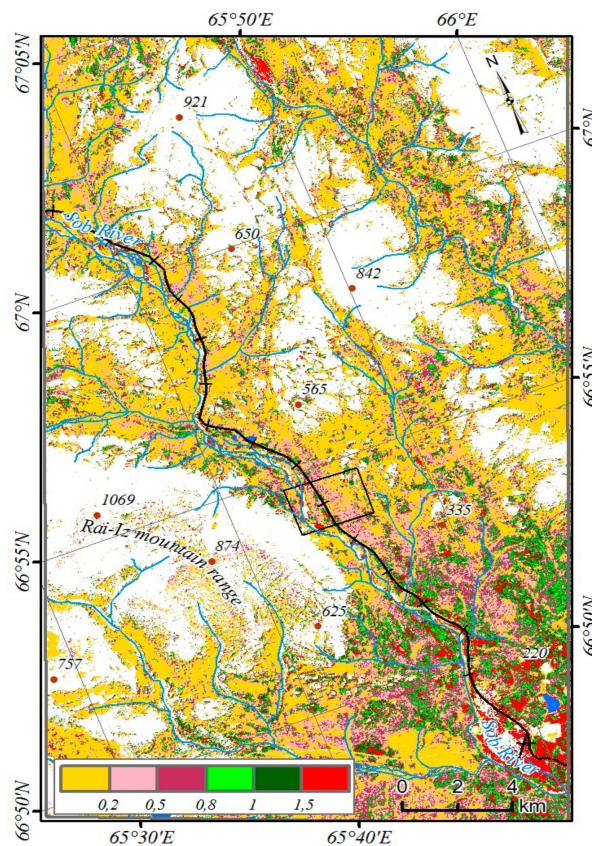 65°50'E 66°E
67°05'N
N
921
67°N
Sob River
650
842
67°N
66°55'N
565
1069
335
Rai-Iz mountain range
874
66°55'N
625
66°50'N
220
757
Sob River
0,2 0,5 0,8 1 1,5
0 2 4
km
66°50'N
65°30'E 65°40'E